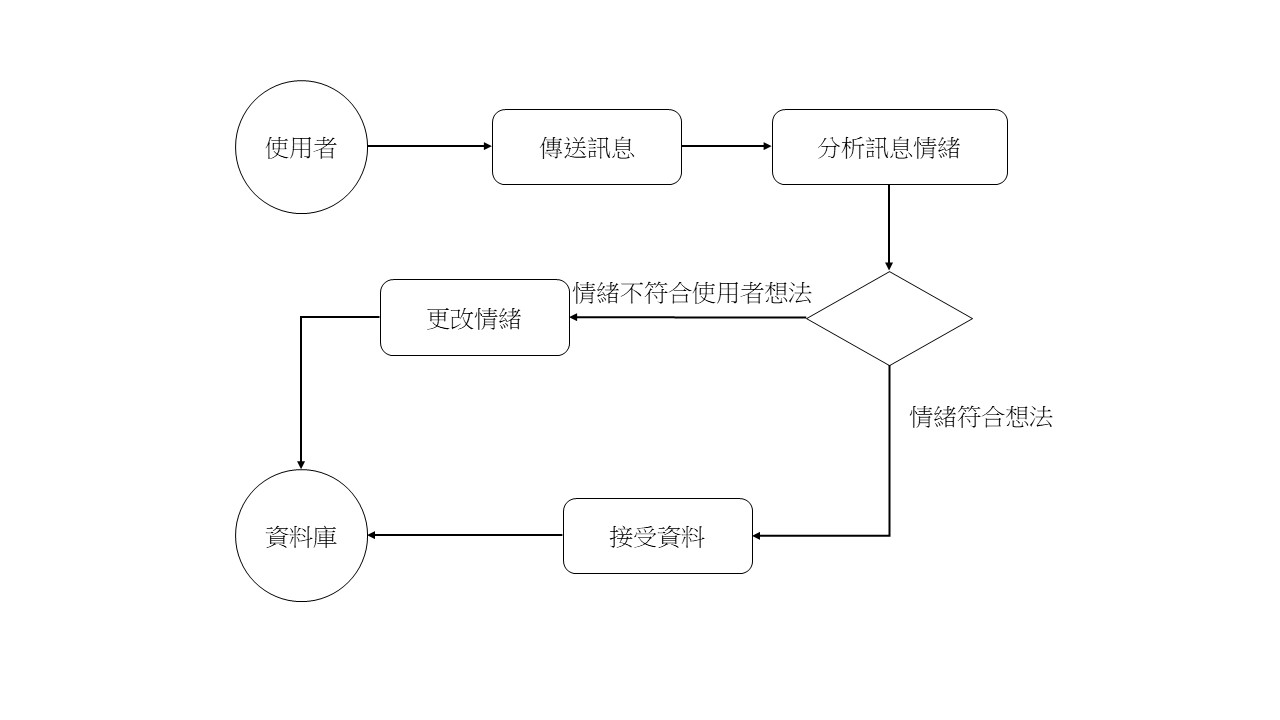 使用者
傳送訊息
分析訊息情緒
情緒不符合使用者想法
更改情緒
情緒符合想法
資料庫
接受資料